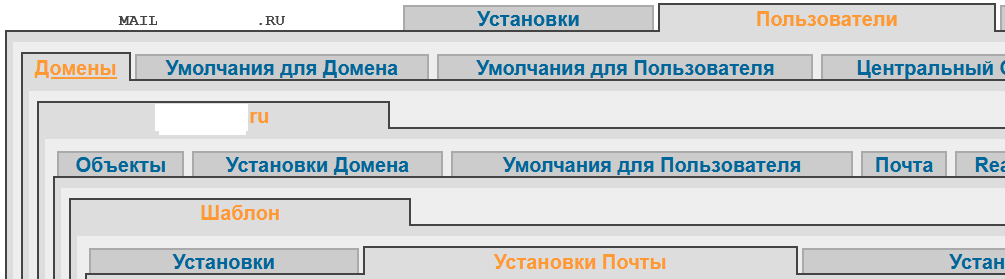 MAIL .RU Установки Пользователи
Домены Умолчания для Домена Умолчания для Пользователя Центральный
ru
Объекты Установки Домена Умолчания для Пользователя Почта
Шаблон
Установки Установки Почты